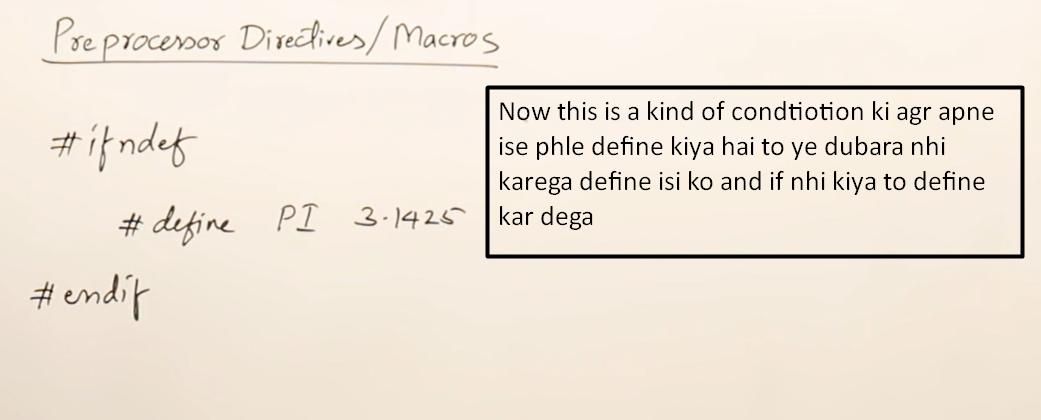 Preprocessor Directives/Macros
#ifndef
Now this is a kind of condtiotion ki agr apne
ise phle define kiya hai to ye dubara nhi
karega define isi ko and if nhi kiya to define
kar dega
#define PI 3.1425
#endif